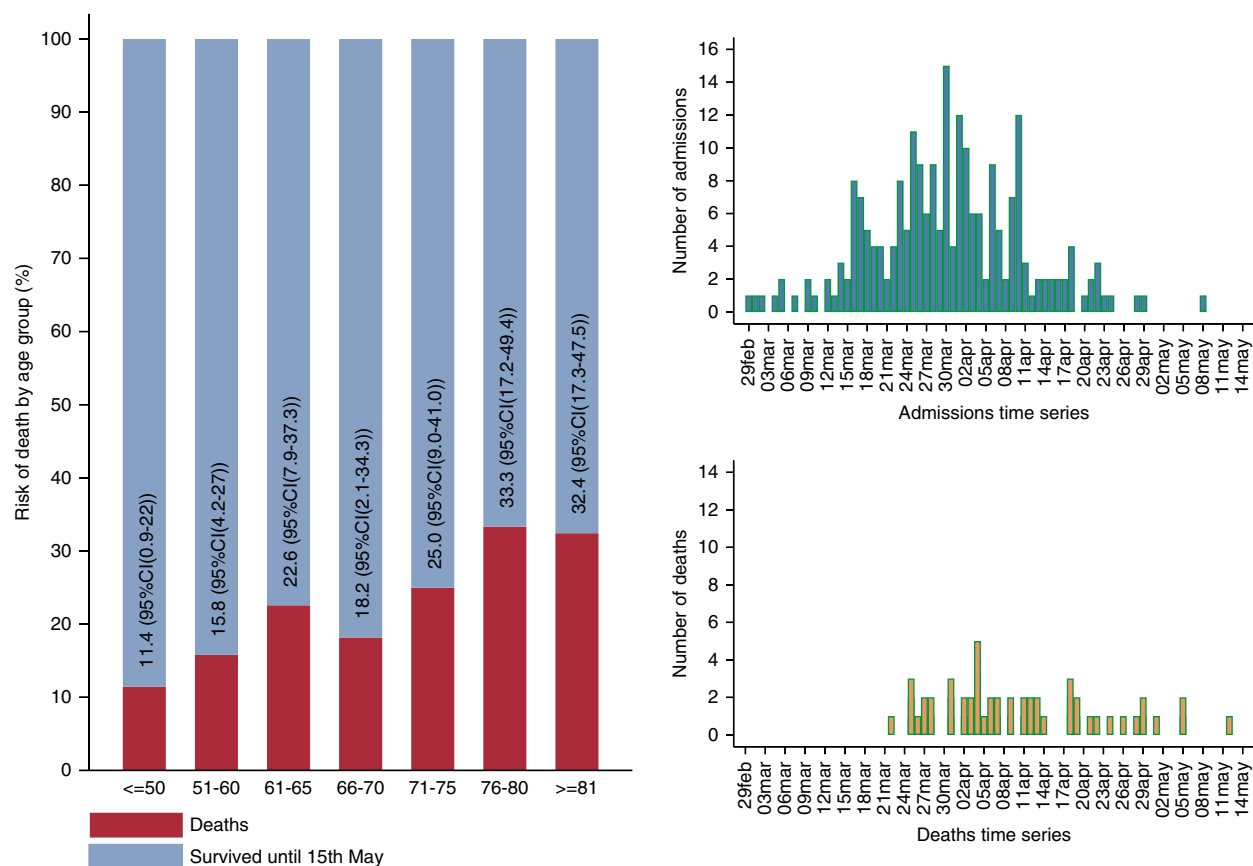 Risk of death by age group (%)
100
90
80
70
60
50
40
30
20
10
0
11.4 (95%CI(0.9-22))
15.8 (95%CI(4.2-27))
22.6 (95%CI(7.9-37.3))
18.2 (95%CI(2.1-34.3))
25.0 (95%CI(9.0-41.0))
33.3 (95%CI(17.2-49.4))
32.4 (95%CI(17.3-47.5))
<=50 51-60 61-65 66-70 71-75 76-80 >=81
Deaths
Survived until 15th May
Number of admissions
16
14
12
10
8
6
4
2
0
29feb 03mar 06mar 09mar 12mar 15mar 18mar 21mar 24mar 27mar 30mar 02apr 05apr 08apr 11apr 14apr 17apr 20apr 23apr 26apr 29apr 02may 05may 08may 11may 14may
Admissions time series
Number of deaths
14
12
10
8
6
4
2
0
29feb 03mar 06mar 09mar 12mar 15mar 18mar 21mar 24mar 27mar 30mar 02apr 05apr 08apr 11apr 14apr 17apr 20apr 23apr 26apr 29apr 02may 05may 08may 11may 14may
Deaths time series